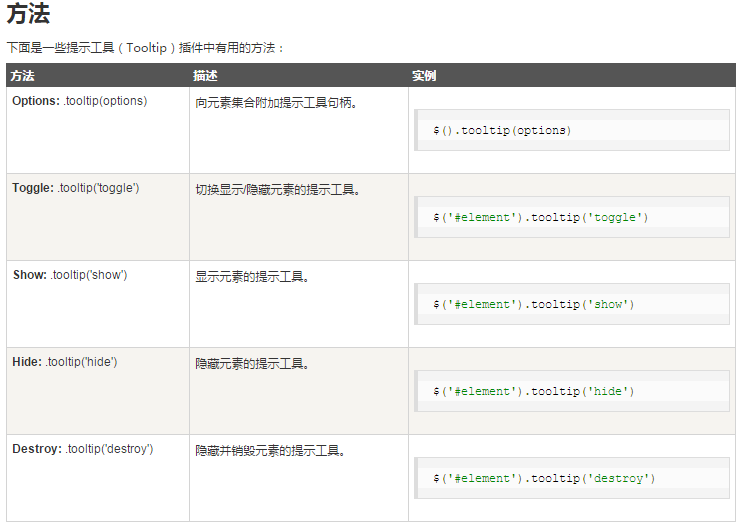 方法
下面是一些提示工具（Tooltip）插件中有用的方法：
方法 描述 实例
Options: .tooltip(options) 向元素集合附加提示工具句柄。 $().tooltip(options)
Toggle: .tooltip('toggle') 切换显示/隐藏元素的提示工具。 $('#element').tooltip('toggle')
Show: .tooltip('show') 显示元素的提示工具。 $('#element').tooltip('show')
Hide: .tooltip('hide') 隐藏元素的提示工具。 $('#element').tooltip('hide')
Destroy: .tooltip('destroy') 隐藏并销毁元素的提示工具。 $('#element').tooltip('destroy')